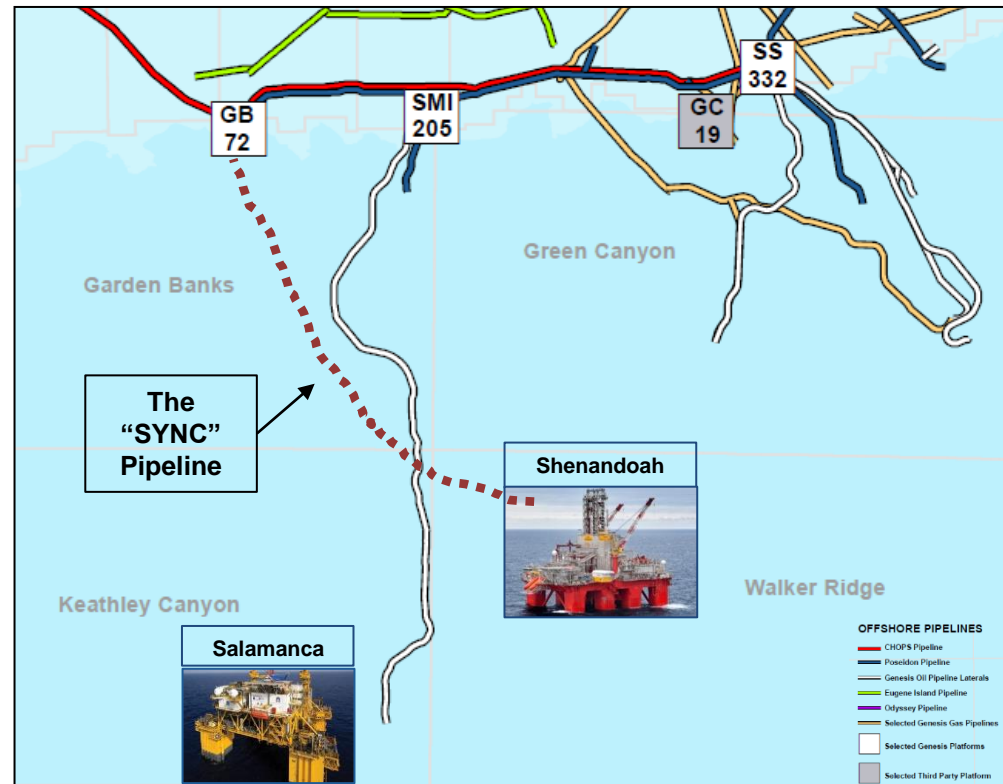 SS
332
SMI
205
GB
72
GC
19
Green Canyon
Garden Banks
The
“SYNC”
Pipeline
Shenandoah
Keathley Canyon
Walker Ridge
Salamanca
OFFSHORE PIPELINES
CHOPS Pipeline
Poseidon Pipeline
Genesis Oil Pipeline Laterals
Eugene Island Pipeline
Odyssey Pipeline
Selected Genesis Gas Pipelines
Selected Genesis Platforms
Selected Third Party Platform